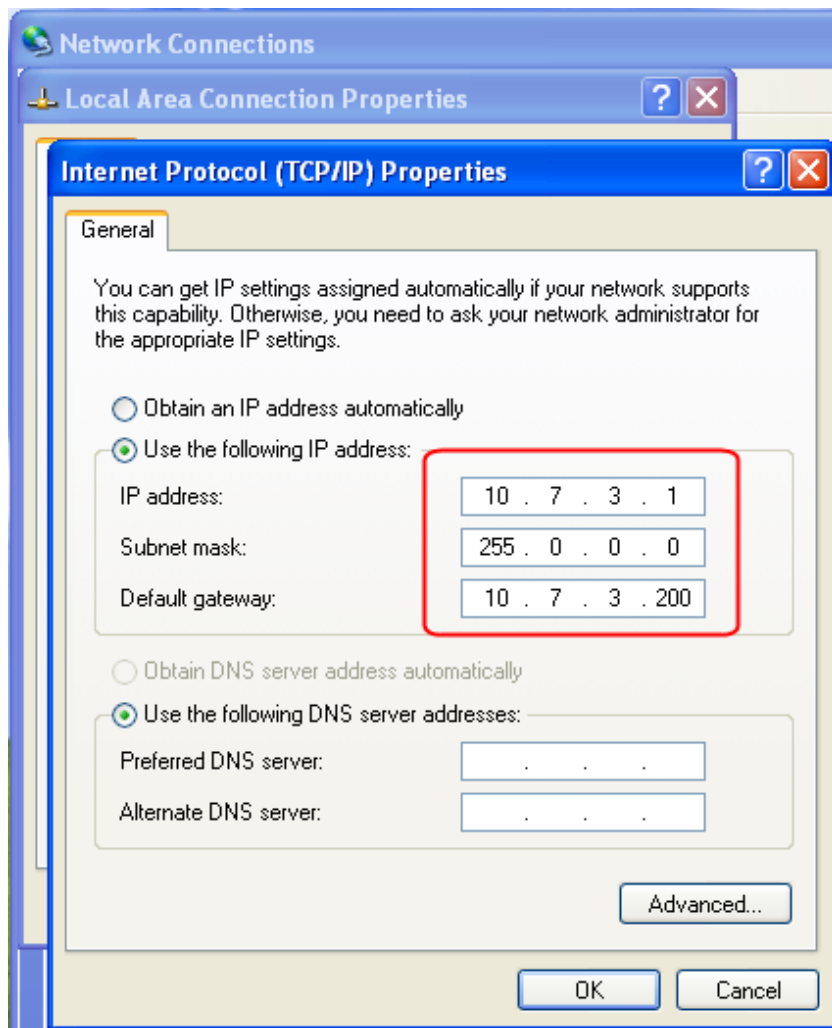 Network Connections
Local Area Connection Properties
Internet Protocol (TCP/IP) Properties
General
You can get IP settings assigned automatically if your network supports
this capability. Otherwise, you need to ask your network administrator for
the appropriate IP settings.
Obtain an IP address automatically
Use the following IP address:
IP address: 10 . 7 . 3 . 1
Subnet mask: 255 . 0 . 0 . 0
Default gateway: 10 . 7 . 3 . 200
Obtain DNS server address automatically
Use the following DNS server addresses:
Preferred DNS server: . . .
Alternate DNS server: . . .
Advanced...
OK Cancel